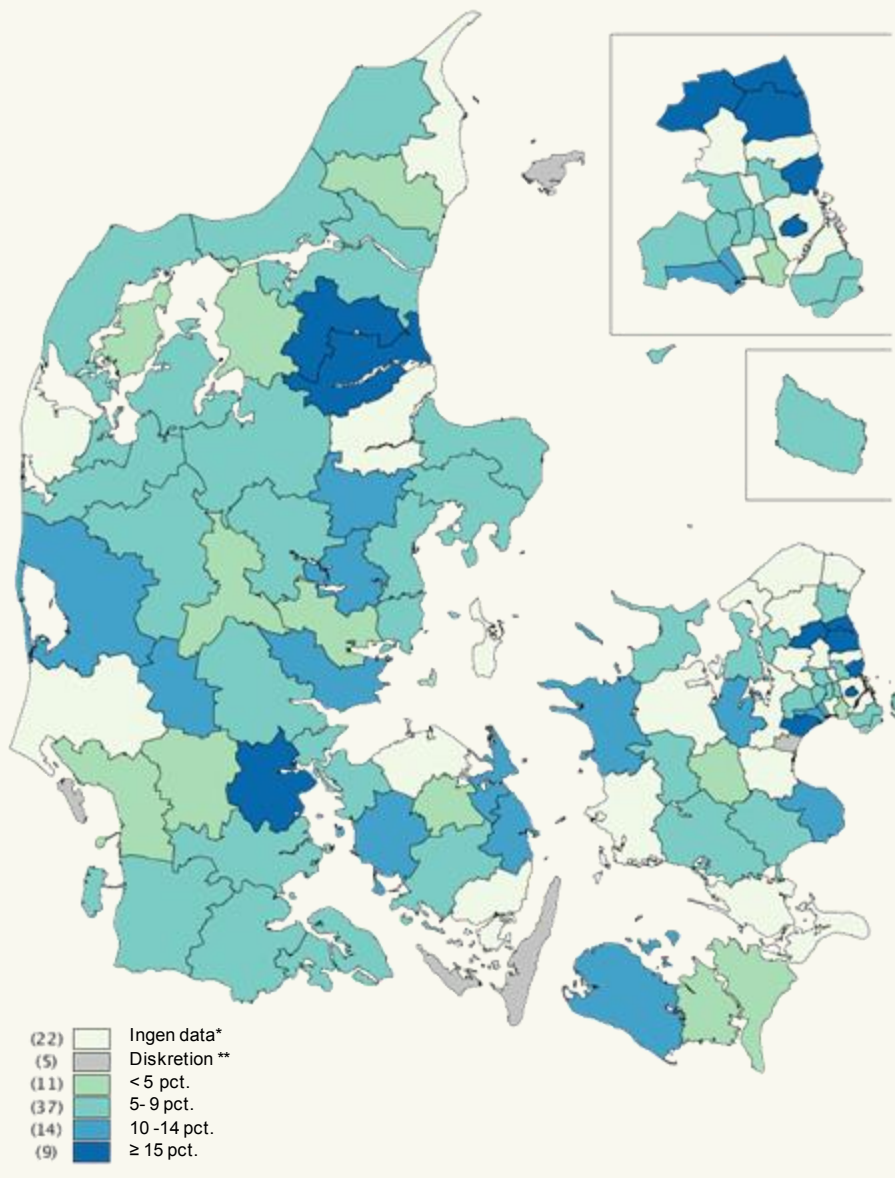 (22) Ingen data*
(5) Diskretion **
(11) < 5 pct.
(37) 5- 9 pct.
(14) 10 -14 pct.
(9) ≥ 15 pct.